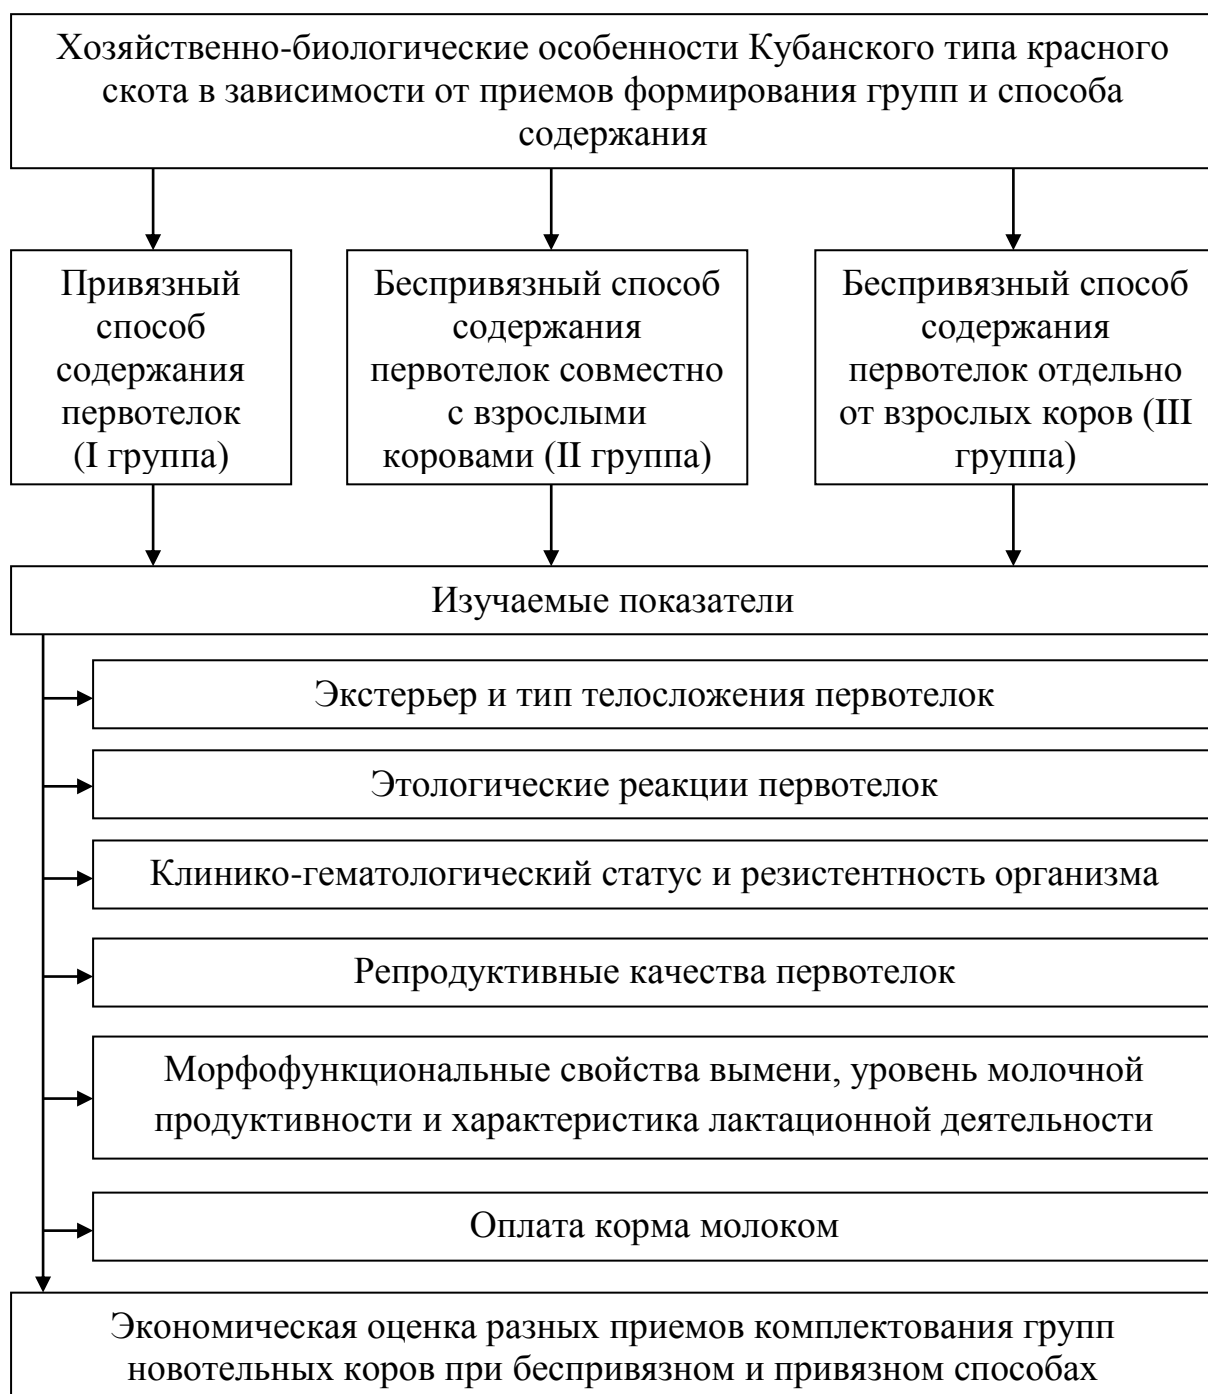 Хозяйственно-биологические особенности Кубанского типа красного
скота в зависимости от приемов формирования групп и способа
содержания
Привязный
способ
содержания
первотелок
(I группа)
Беспривязный способ
содержания
первотелок совместно
с взрослыми
коровами (II группа)
Беспривязный способ
содержания
первотелок отдельно
от взрослых коров (III
группа)
Изучаемые показатели
Экстерьер и тип телосложения первотелок
Этологические реакции первотелок
Клинико-гематологический статус и резистентность организма
Репродуктивные качества первотелок
Морфофункциональные свойства вымени, уровень молочной
продуктивности и характеристика лактационной деятельности
Оплата корма молоком
Экономическая оценка разных приемов комплектования групп
новотельных коров при беспривязном и привязном способах